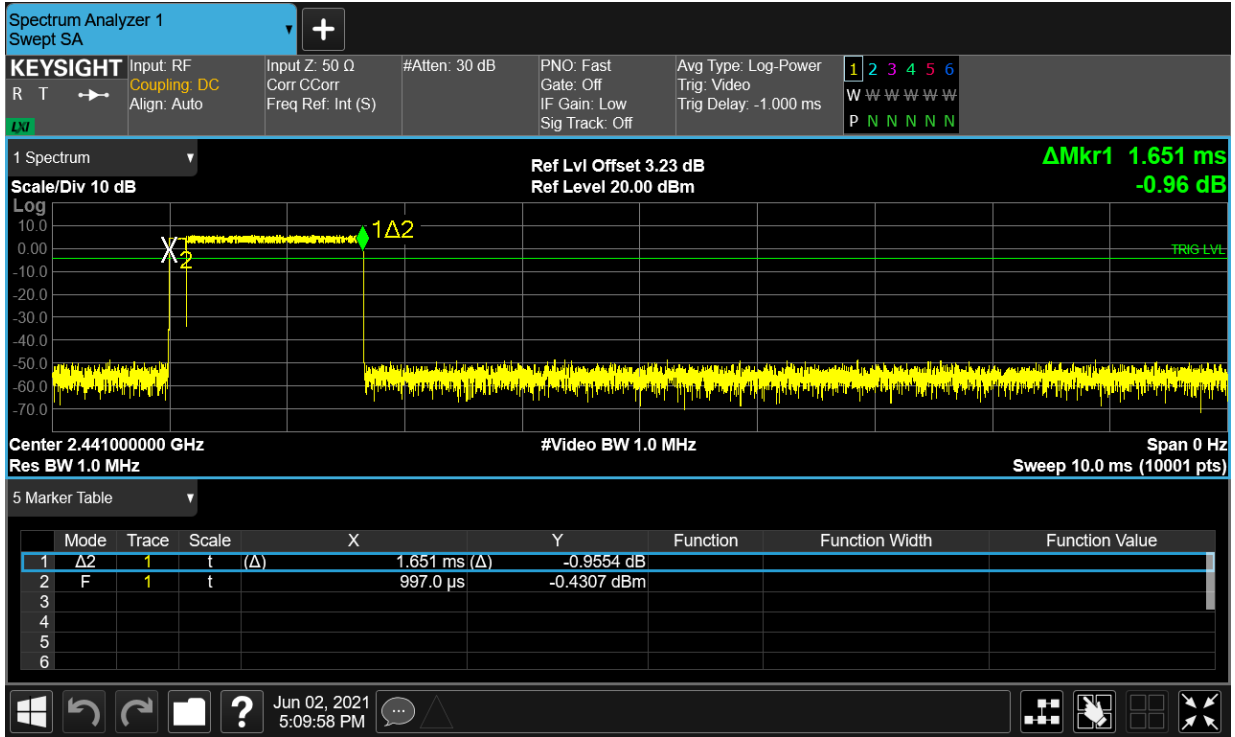 Spectrum Analyzer 1
Swept SA
+
KEYSIGHT
R T
LXI
Input: RF
Coupling: DC
Align: Auto
Input Z: 50 Ω
Corr CCorr
Freq Ref: Int (S)
#Atten: 30 dB
PNO: Fast
Gate: Off
IF Gain: Low
Sig Track: Off
Avg Type: Log-Power
Trig: Video
Trig Delay: -1.000 ms
1 2 3 4 5 6
W W W W W W
P N N N N N
1 Spectrum
Scale/Div 10 dB
Ref Lvl Offset 3.23 dB
Ref Level 20.00 dBm
ΔMkr1 1.651 ms
-0.96 dB
Log
10.0
0.00
-10.0
-20.0
-30.0
-40.0
-50.0
-60.0
-70.0
X
2
1Δ2
TRIG LVL
Center 2.441000000 GHz
Res BW 1.0 MHz
#Video BW 1.0 MHz
Span 0 Hz
Sweep 10.0 ms (10001 pts)
5 Marker Table
Mode Trace Scale X Y Function Function Width Function Value
1 Δ2 1 t (Δ) 1.651 ms (Δ) -0.9554 dB
2 F 1 t 997.0 µs -0.4307 dBm
3
4
5
6
?
Jun 02, 2021
5:09:58 PM